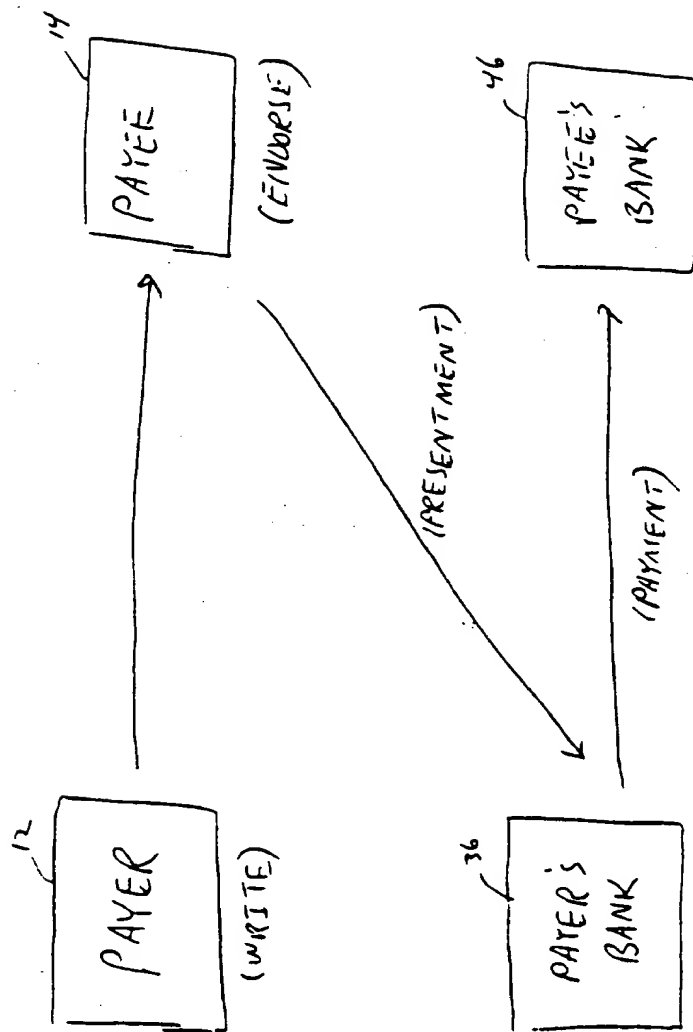 12
PAYER
(WRITE)
14
PAYEE
(ENDORSE)
(PRESENTMENT)
36
PAYER'S
BANK
(PAYMENT)
46
PAYEE'S
BANK